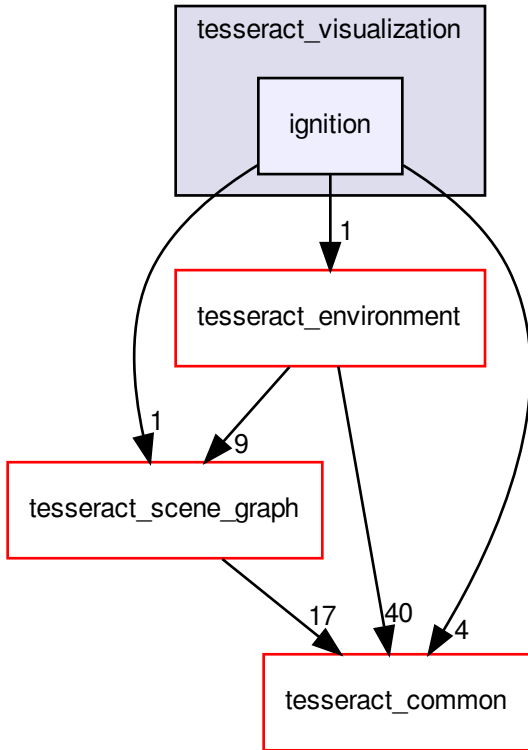 tesseract_visualization
ignition
1
tesseract_environment
1
9
tesseract_scene_graph
17
40
4
tesseract_common